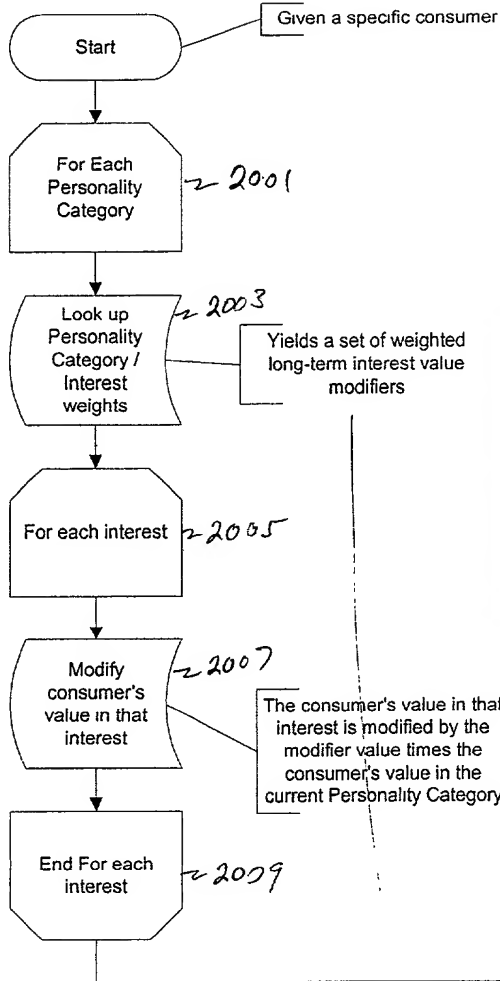 Given a specific consumer
Start
For Each
Personality
Category
2001
Look up
Personality
Category /
Interest
weights
2003
Yields a set of weighted
long-term interest value
modifiers
For each interest
2005
Modify
consumer's
value in that
interest
2007
The consumer's value in that
interest is modified by the
modifier value times the
consumer's value in the
current Personality Category
End For each
interest
2009